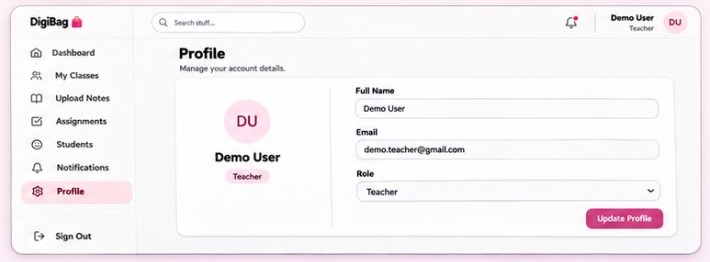 DigiBag
Search stuff...
Demo User
Teacher
DU
Dashboard
My Classes
Upload Notes
Assignments
Students
Notifications
Profile
Sign Out
Profile
Manage your account details.
DU
Demo User
Teacher
Full Name
Demo User
Email
demo.teacher@gmail.com
Role
Teacher
Update Profile